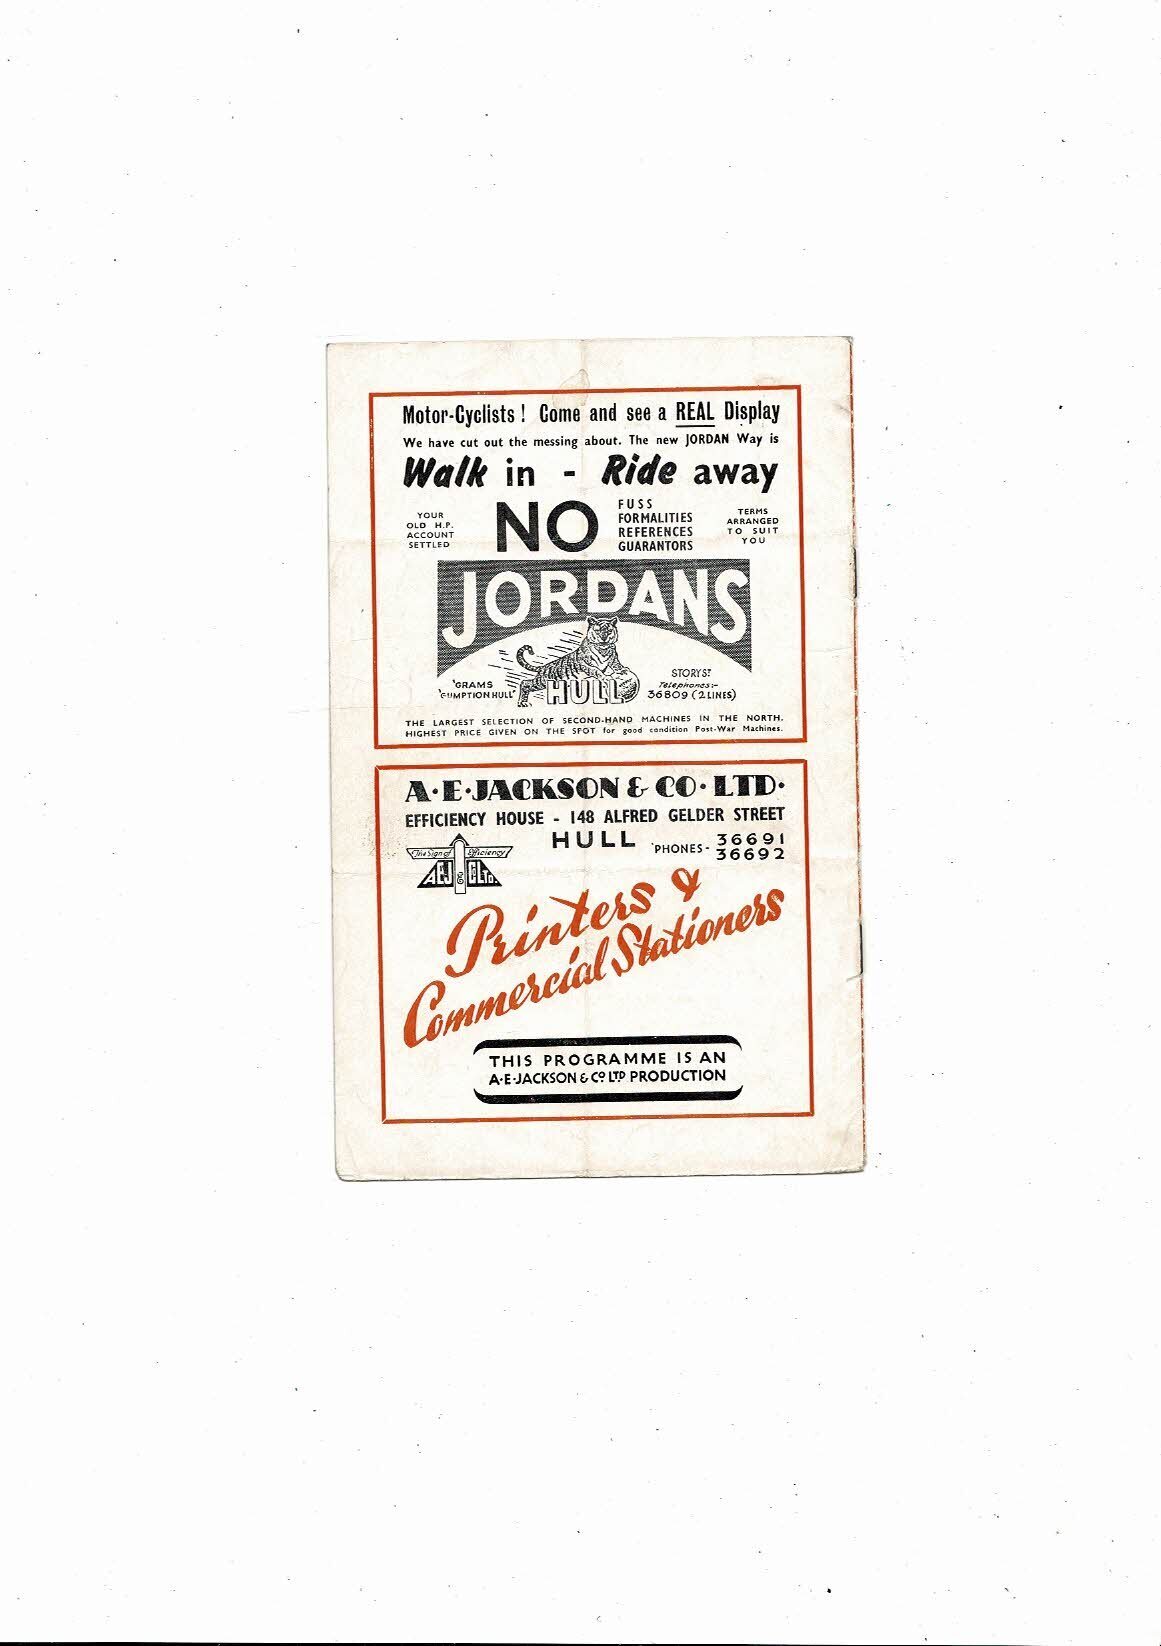 Motor-Cyclists ! Come and see a REAL Display
We have cut out the messing about. The new JORDAN Way is
Walk in - Ride away
YOUR
OLD H.P.
ACCOUNT
SETTLED
NO
FUSS
FORMALITIES
REFERENCES
GUARANTORS
TERMS
ARRANGED
TO SUIT
YOU
JORDANS
'GRAMS
'GUMPTION HULL'
HULL
STORY ST
Telephones:-
36809 (2 LINES)
THE LARGEST SELECTION OF SECOND-HAND MACHINES IN THE NORTH.
HIGHEST PRICE GIVEN ON THE SPOT for good condition Post-War Machines.
A·E·JACKSON & CO· LTD·
EFFICIENCY HOUSE - 148 ALFRED GELDER STREET
HULL 'PHONES - 36691
36692
The Sign of Efficiency
A.E.J. & Co LTD.
Printers &
Commercial Stationers
THIS PROGRAMME IS AN
A·E·JACKSON & Co LTD PRODUCTION